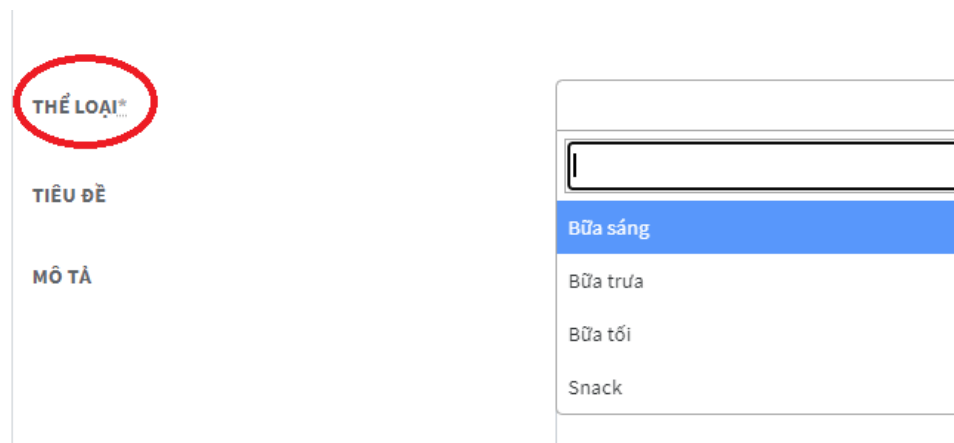 THỂ LOẠI*
TIÊU ĐỀ
MÔ TẢ
Bữa sáng
Bữa trưa
Bữa tối
Snack